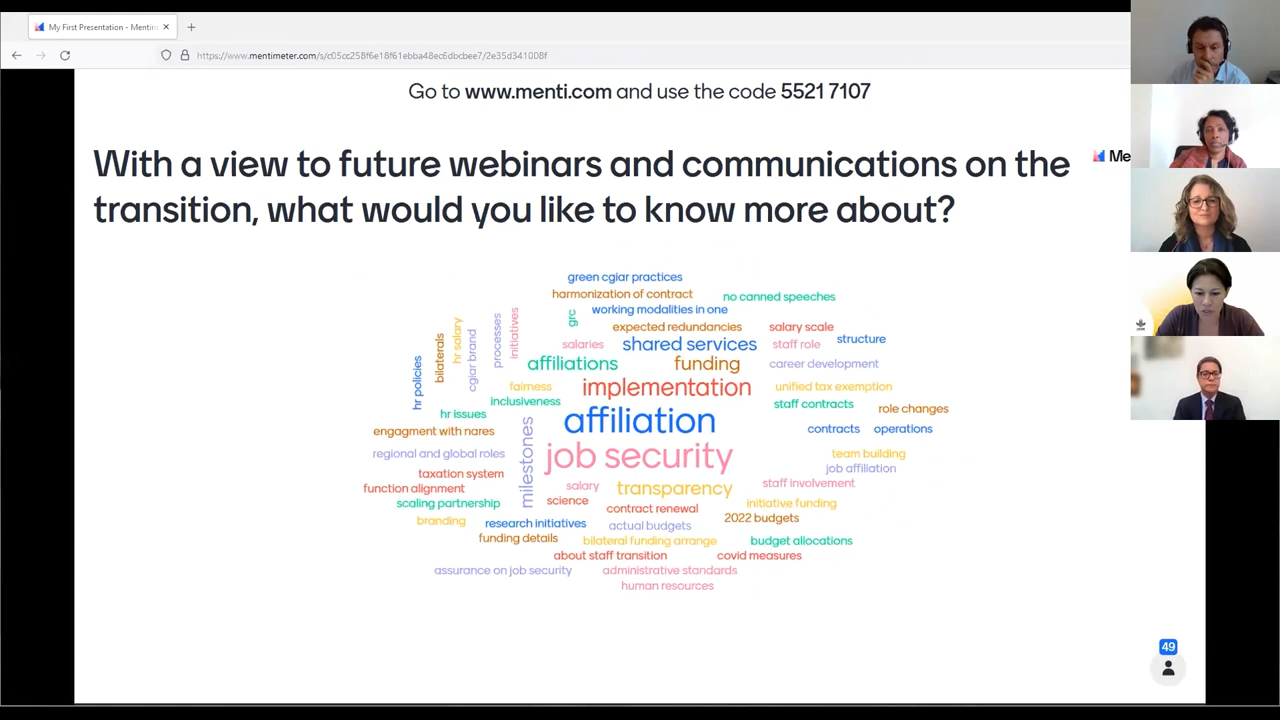 My First Presentation - Mentim
https://www.mentimeter.com/s/c05cc258f6e18f61ebba48ec6dbcbee7/2e35d341008f
Go to www.menti.com and use the code 5521 7107
With a view to future webinars and communications on the
transition, what would you like to know more about?
Me
green cgiar practices
harmonization of contract
no canned speeches
working modalities in one
grc
expected redundancies
salary scale
structure
salaries
shared services
staff role
affiliations
funding
career development
hr policies
bilaterals
hr salary
cgiar brand
processes
initiatives
fairness
implementation
unified tax exemption
inclusiveness
staff contracts
role changes
hr issues
affiliation
contracts
operations
engagment with nares
milestones
regional and global roles
job security
team building
job affiliation
taxation system
function alignment
salary
transparency
staff involvement
scaling partnership
science
contract renewal
initiative funding
branding
research initiatives
actual budgets
2022 budgets
funding details
bilateral funding arrange
budget allocations
about staff transition
covid measures
assurance on job security
administrative standards
human resources
49